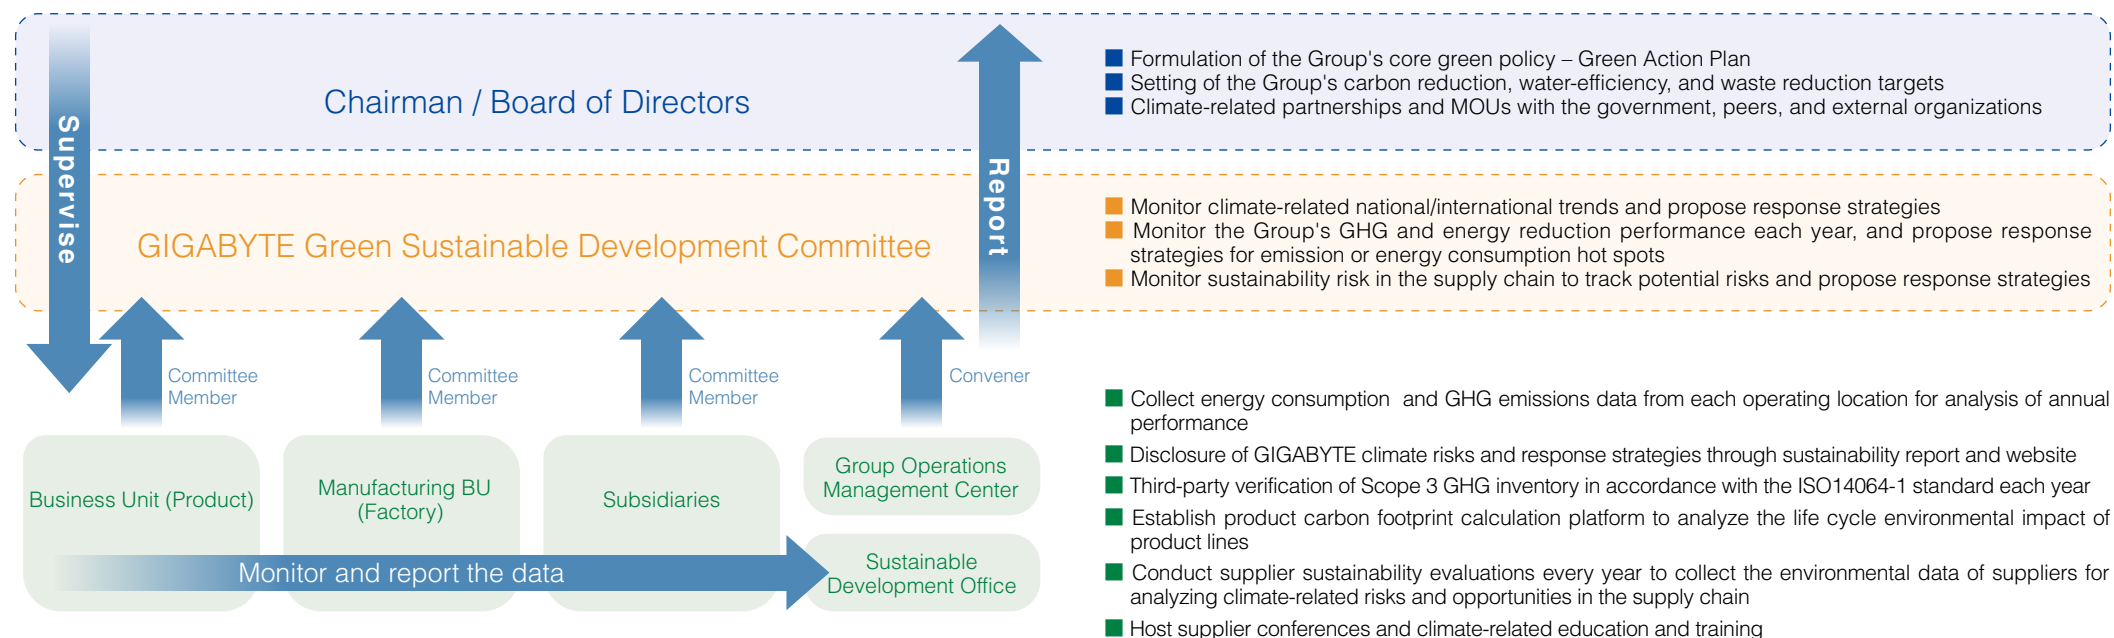 Supervise
Chairman / Board of Directors
Report
■ Formulation of the Group's core green policy – Green Action Plan
■ Setting of the Group's carbon reduction, water-efficiency, and waste reduction targets
■ Climate-related partnerships and MOUs with the government, peers, and external organizations
GIGABYTE Green Sustainable Development Committee
■ Monitor climate-related national/international trends and propose response strategies
■ Monitor the Group's GHG and energy reduction performance each year, and propose response
strategies for emission or energy consumption hot spots
■ Monitor sustainability risk in the supply chain to track potential risks and propose response strategies
Committee
Member
Committee
Member
Committee
Member
Convener
Business Unit (Product)
Manufacturing BU
(Factory)
Subsidiaries
Group Operations
Management Center
Monitor and report the data
Sustainable
Development Office
■ Collect energy consumption and GHG emissions data from each operating location for analysis of annual
performance
■ Disclosure of GIGABYTE climate risks and response strategies through sustainability report and website
■ Third-party verification of Scope 3 GHG inventory in accordance with the ISO14064-1 standard each year
■ Establish product carbon footprint calculation platform to analyze the life cycle environmental impact of
product lines
■ Conduct supplier sustainability evaluations every year to collect the environmental data of suppliers for
analyzing climate-related risks and opportunities in the supply chain
■ Host supplier conferences and climate-related education and training